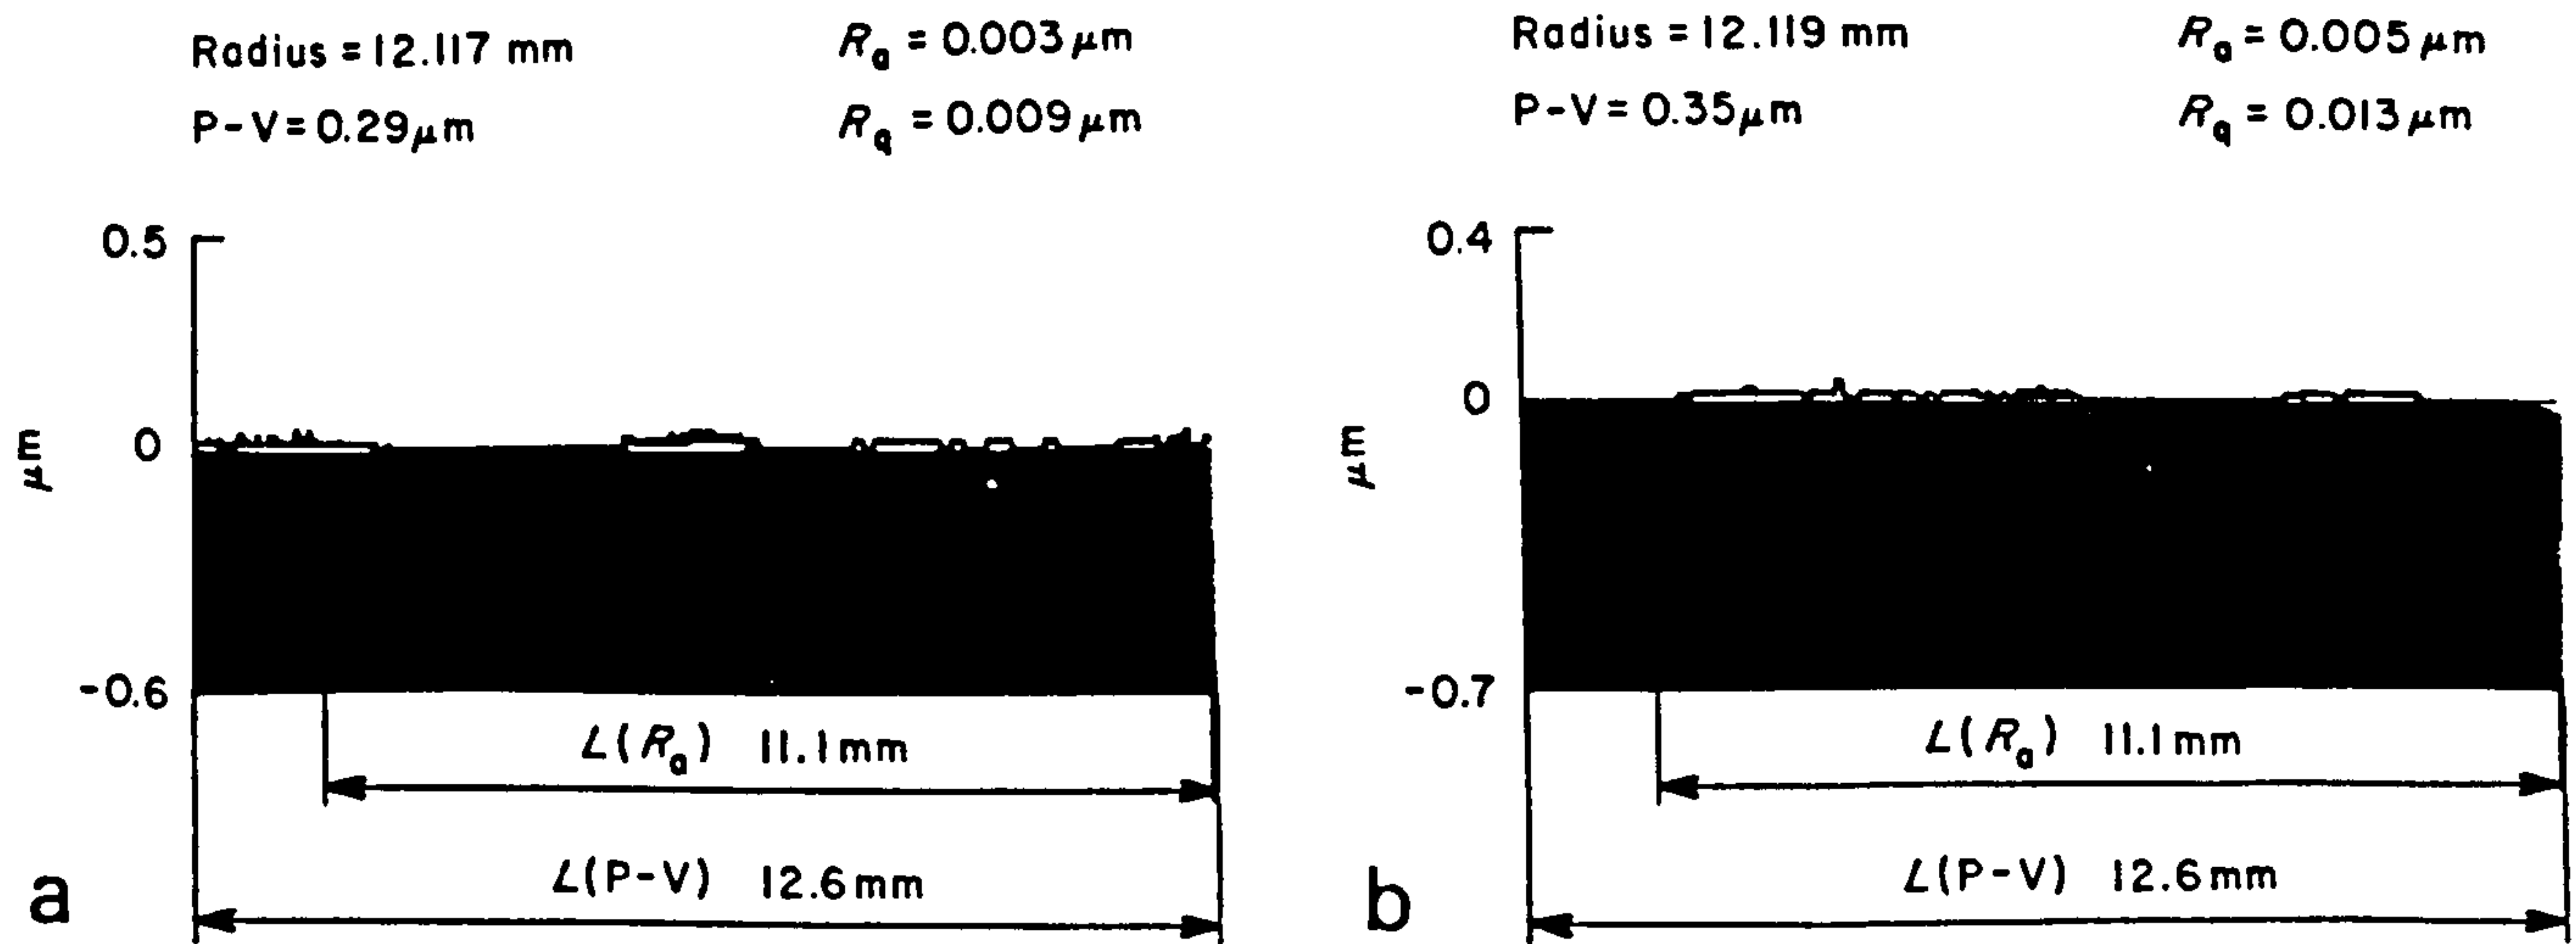 Radius = 12.117 mm
R_a = 0.003 μm
P-V = 0.29 μm
R_q = 0.009 μm
0.5
0
-0.6
μm
L(R_a) 11.1 mm
L(P-V) 12.6 mm
a
Radius = 12.119 mm
R_a = 0.005 μm
P-V = 0.35 μm
R_q = 0.013 μm
0.4
0
-0.7
μm
L(R_a) 11.1 mm
L(P-V) 12.6 mm
b